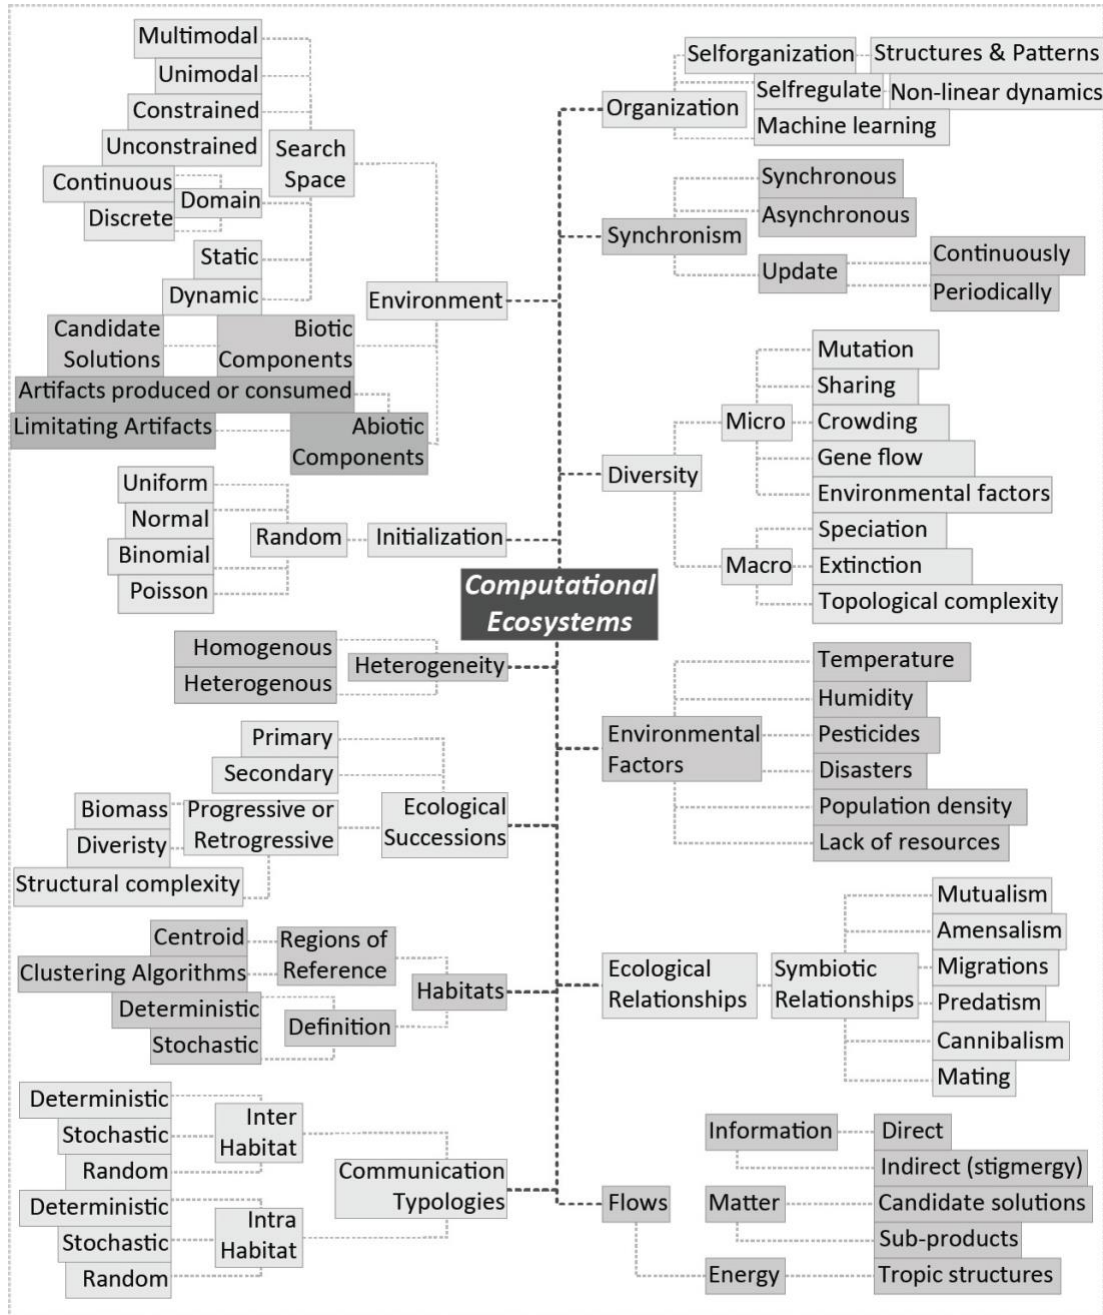 Multimodal
Unimodal
Constrained
Unconstrained
Continuous
Discrete
Domain
Static
Dynamic
Search
Space
Candidate
Solutions
Biotic
Components
Artifacts produced or consumed
Limitating Artifacts
Abiotic
Components
Environment
Uniform
Normal
Binomial
Poisson
Random
Initialization
Computational
Ecosystems
Homogenous
Heterogenous
Heterogeneity
Primary
Secondary
Biomass
Diveristy
Structural complexity
Progressive or
Retrogressive
Ecological
Successions
Centroid
Clustering Algorithms
Regions of
Reference
Deterministic
Stochastic
Definition
Habitats
Deterministic
Stochastic
Random
Inter
Habitat
Deterministic
Stochastic
Random
Intra
Habitat
Communication
Typologies
Organization
Selforganization
Structures & Patterns
Selfregulate
Non-linear dynamics
Machine learning
Synchronism
Synchronous
Asynchronous
Update
Continuously
Periodically
Diversity
Micro
Mutation
Sharing
Crowding
Gene flow
Environmental factors
Macro
Speciation
Extinction
Topological complexity
Environmental
Factors
Temperature
Humidity
Pesticides
Disasters
Population density
Lack of resources
Ecological
Relationships
Symbiotic
Relationships
Mutualism
Amensalism
Migrations
Predatism
Cannibalism
Mating
Flows
Information
Direct
Indirect (stigmergy)
Matter
Candidate solutions
Sub-products
Energy
Tropic structures